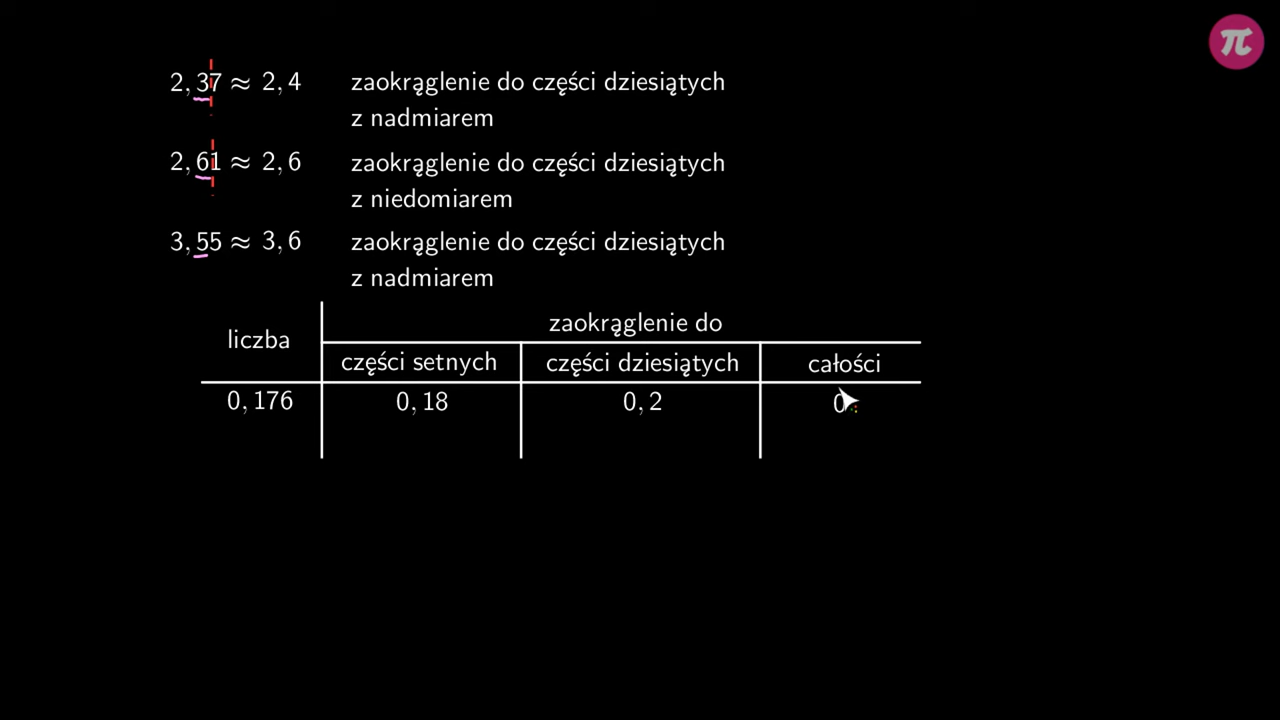 π
2,37 ≈ 2,4 zaokrąglenie do części dziesiątych
z nadmiarem
2,61 ≈ 2,6 zaokrąglenie do części dziesiątych
z niedomiarem
3,55 ≈ 3,6 zaokrąglenie do części dziesiątych
z nadmiarem
liczba zaokrąglenie do
części setnych części dziesiątych całości
0,176 0,18 0,2 0